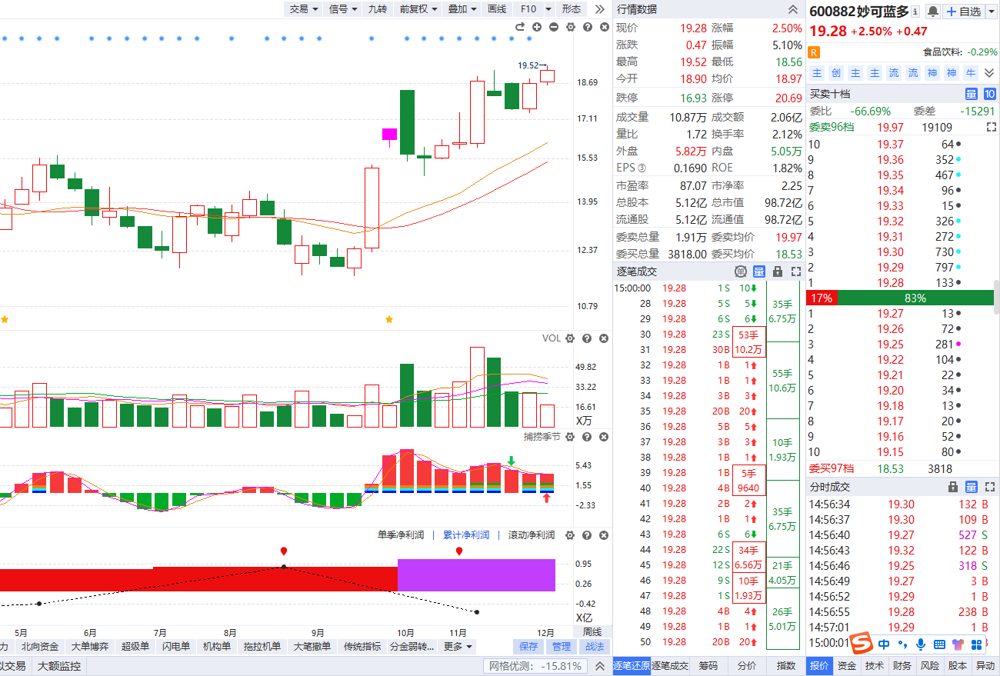 交易 信号 九转 前复权 叠加 画线 F10 形态
19.52
18.69
17.11
15.53
13.95
12.37
10.79
VOL
49.82
33.22
16.61
X万
捕捞季节
5.43
1.55
-2.33
单季净利润 | 累计净利润 | 滚动净利润
0.95
0.26
-0.42
X亿
5月 6月 7月 8月 9月 10月 11月 12月 周线
力 北向资金 大单博弈 超级单 闪电单 机构单 拖拉机单 大笔撤单 传统指标 分金弱转... 更多 保存 管理 战法
以交易 大额监控 网格优测: -15.81%
行情数据
现价 19.28 涨幅 2.50%
涨跌 0.47 振幅 5.10%
最高 19.52 最低 18.56
今开 18.90 均价 18.97
跌停 16.93 涨停 20.69
成交量 10.87万 成交额 2.06亿
量比 1.72 换手率 2.12%
外盘 5.82万 内盘 5.05万
EPS③ 0.1690 ROE 1.82%
市盈率 87.07 市净率 2.25
总股本 5.12亿 总市值 98.72亿
流通股 5.12亿 流通值 98.72亿
委卖总量 1.91万 委卖均价 19.97
委买总量 3818.00 委买均价 18.53
逐笔成交 单 量
15:00:00 19.28 1 S 10
28 19.28 5 S 5
29 19.28 6 S 6
30 19.28 23 S 53手
31 19.28 30 B 10.2万
32 19.28 1 B 1
33 19.28 1 B 1
34 19.28 3 B 3
35 19.28 20 B 20
36 19.28 5 B 5
37 19.28 3 B 3
38 19.28 1 B 1
39 19.28 1 B 5手
40 19.28 4 B 9640
41 19.28 2 B 2
42 19.28 1 B 1
43 19.28 6 S 6
44 19.28 22 S 34手
45 19.28 12 S 6.56万
46 19.28 9 S 10手
47 19.28 1 S 1.93万
48 19.28 4 B 4
49 19.28 1 B 1
50 19.28 20 B 20
35手
6.75万
55手
10.6万
10手
1.93万
35手
6.75万
21手
4.05万
26手
5.01万
逐笔还原 逐笔成交 筹码 分价 指数
600882 妙可蓝多 自选
19.28 +2.50% +0.47
R 食品饮料: -0.29%
主 创 主 主 流 流 神 神 牛
买卖十档 量 10
委比 -66.69% 委差 -15291
委卖96档 19.97 19109
10 19.37 64
9 19.36 352
8 19.35 467
7 19.34 96
6 19.33 15
5 19.32 326
4 19.31 272
3 19.30 730
2 19.29 797
1 19.28 133
17% 83%
1 19.27 13
2 19.26 72
3 19.25 281
4 19.22 104
5 19.21 22
6 19.20 34
7 19.18 13
8 19.17 20
9 19.16 52
10 19.15 80
委买97档 18.53 3818
分时成交 量
14:56:34 19.30 132 B
14:56:37 19.30 109 B
14:56:40 19.27 527 S
14:56:43 19.32 122 B
14:56:46 19.25 318 S
14:56:49 19.27 3 B
14:56:52 19.29 1 B
14:56:55 19.28 238 B
14:57:01 19.29 1 B
15:00:01 中
报价 资金 技术 财务 风险 股本 异动